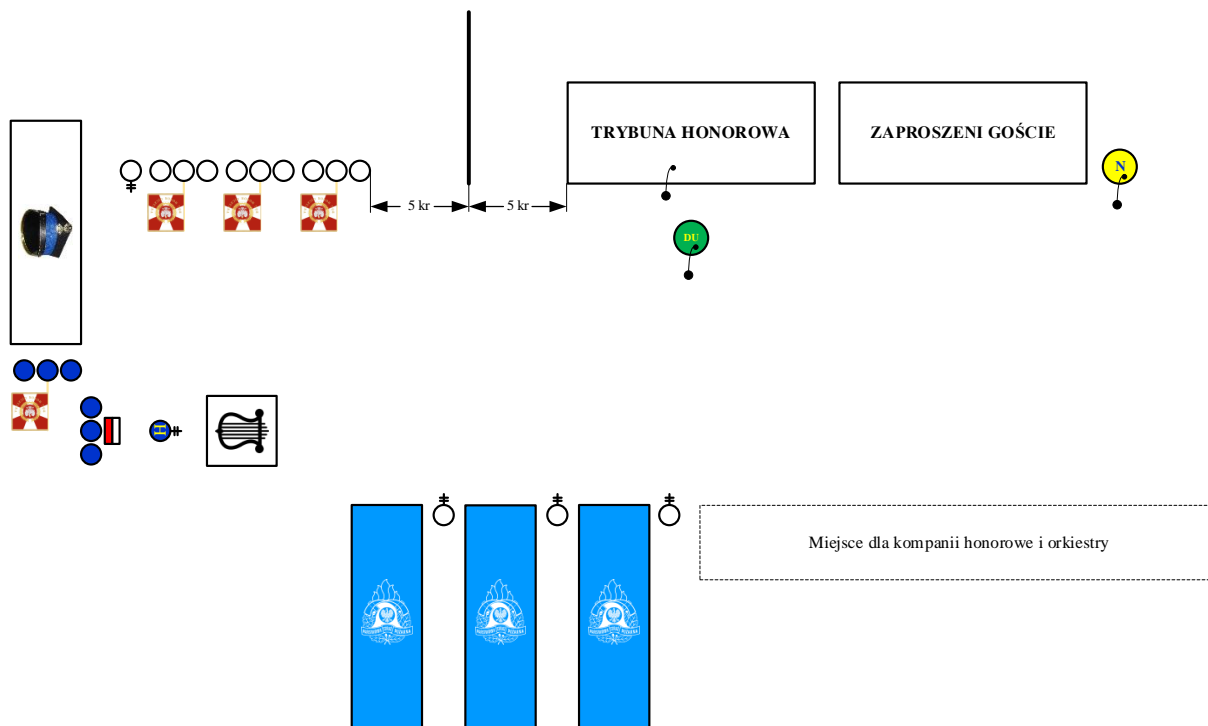 TRYBUNA HONOROWA
ZAPROSZENI GOŚCIE
N
5 kr
5 kr
DU
H
Miejsce dla kompanii honorowe i orkiestry